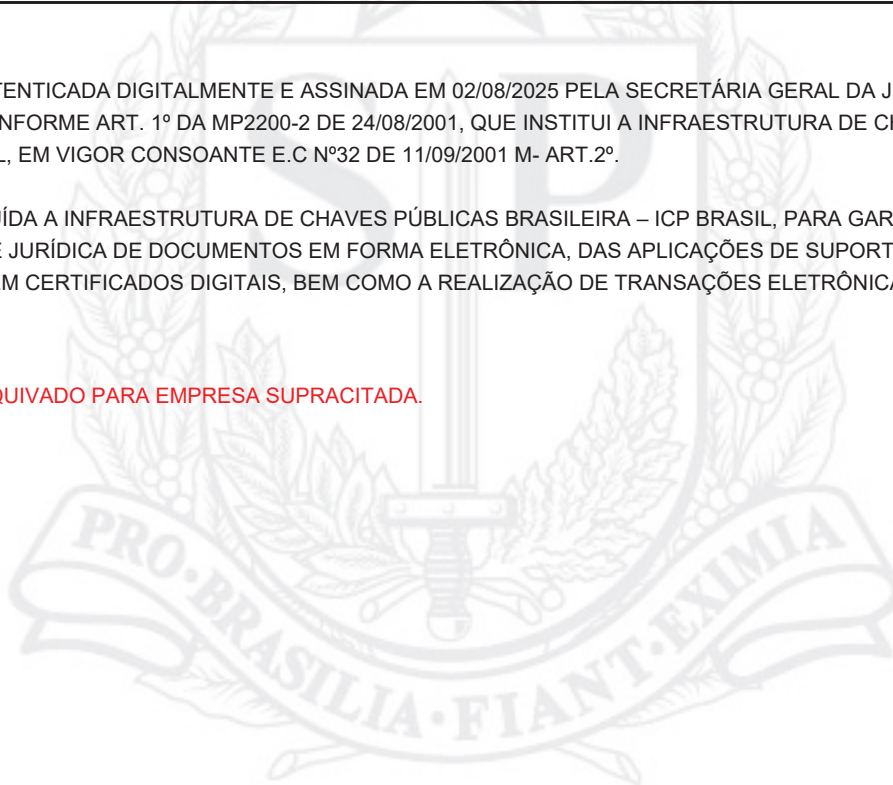 TENTICADA DIGITALMENTE E ASSINADA EM 02/08/2025 PELA SECRETÁRIA GERAL DA J
NFORME ART. 1º DA MP2200-2 DE 24/08/2001, QUE INSTITUI A INFRAESTRUTURA DE C
L, EM VIGOR CONSOANTE E.C Nº32 DE 11/09/2001 M- ART.2º.
ÍDA A INFRAESTRUTURA DE CHAVES PÚBLICAS BRASILEIRA – ICP BRASIL, PARA GAR
E JURÍDICA DE DOCUMENTOS EM FORMA ELETRÔNICA, DAS APLICAÇÕES DE SUPORT
EM CERTIFICADOS DIGITAIS, BEM COMO A REALIZAÇÃO DE TRANSAÇÕES ELETRÔNICA
QUIVADO PARA EMPRESA SUPRACITADA.
SP
PRO·BRASILIA·FIANT·EXIMIA